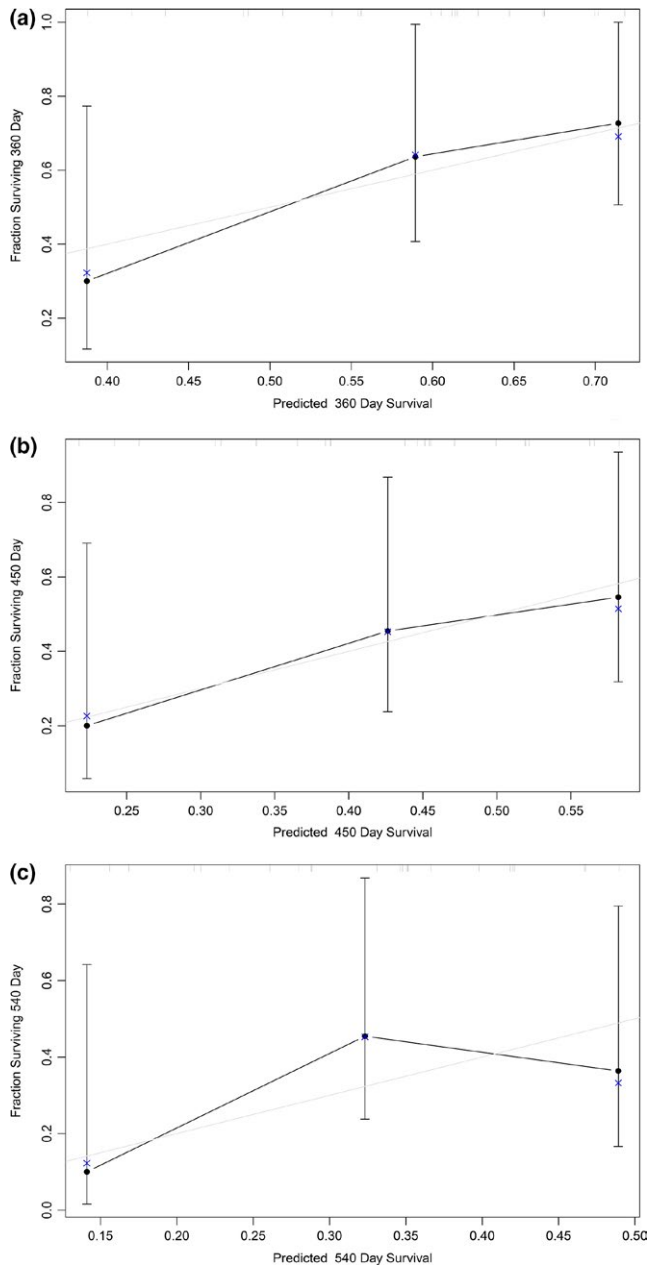 (a)
Fraction Surviving 360 Day
1.0
0.8
0.6
0.4
0.2
0.40 0.45 0.50 0.55 0.60 0.65 0.70
Predicted 360 Day Survival
(b)
Fraction Surviving 450 Day
0.8
0.6
0.4
0.2
0.25 0.30 0.35 0.40 0.45 0.50 0.55
Predicted 450 Day Survival
(c)
Fraction Surviving 540 Day
0.8
0.6
0.4
0.2
0.0
0.15 0.20 0.25 0.30 0.35 0.40 0.45 0.50
Predicted 540 Day Survival